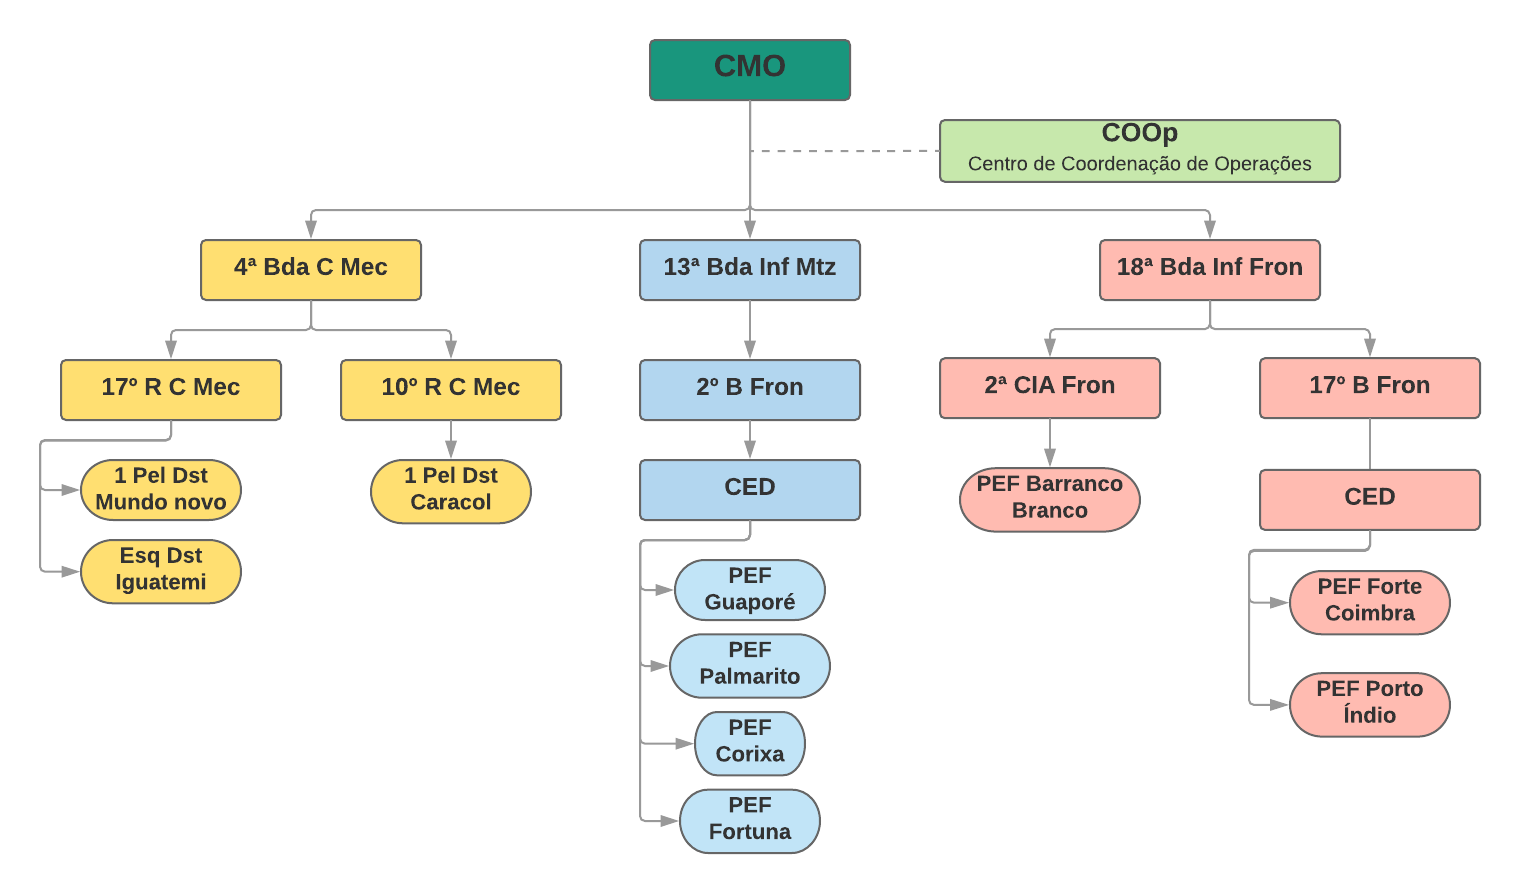 CMO
COOp
Centro de Coordenação de Operações
4ª Bda C Mec
13ª Bda Inf Mtz
18ª Bda Inf Fron
17º R C Mec
10º R C Mec
2º B Fron
2ª CIA Fron
17º B Fron
1 Pel Dst
Mundo novo
Esq Dst
Iguatemi
1 Pel Dst
Caracol
CED
PEF
Guaporé
PEF
Palmarito
PEF
Corixa
PEF
Fortuna
PEF Barranco
Branco
CED
PEF Forte
Coimbra
PEF Porto
Índio